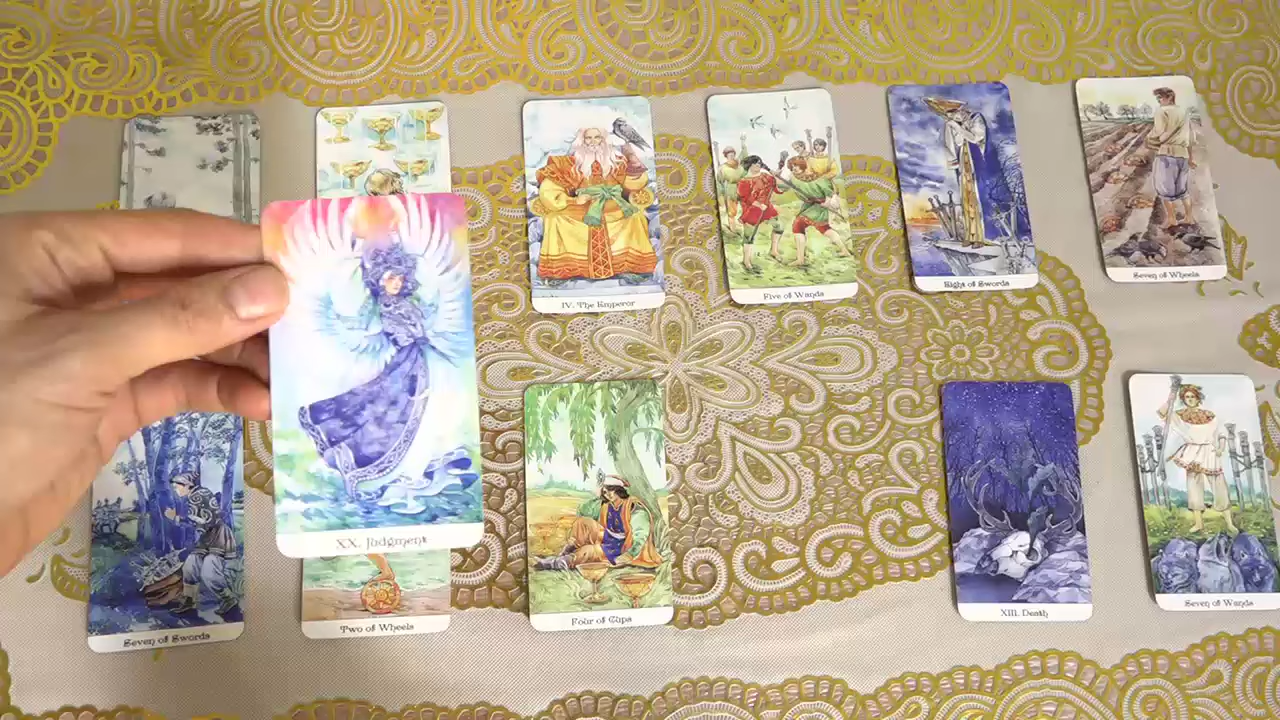 IV. The Emperor
Five of Wands
Eight of Swords
Seven of Wheels
XX. Judgment
Seven of Swords
Two of Wheels
Four of Cups
XIII. Death
Seven of Wands